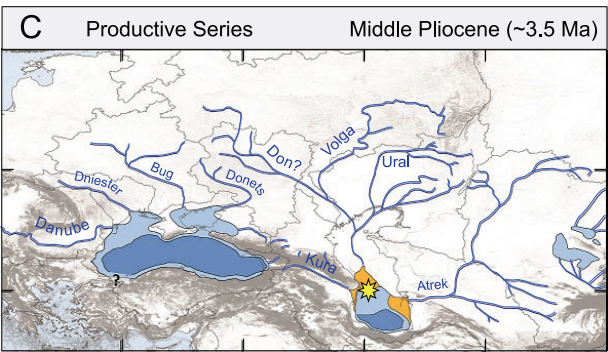 C Productive Series Middle Pliocene (~3.5 Ma)
Volga
Don?
Ural
Bug
Dniester
Donets
Danube
Kura
?
Atrek